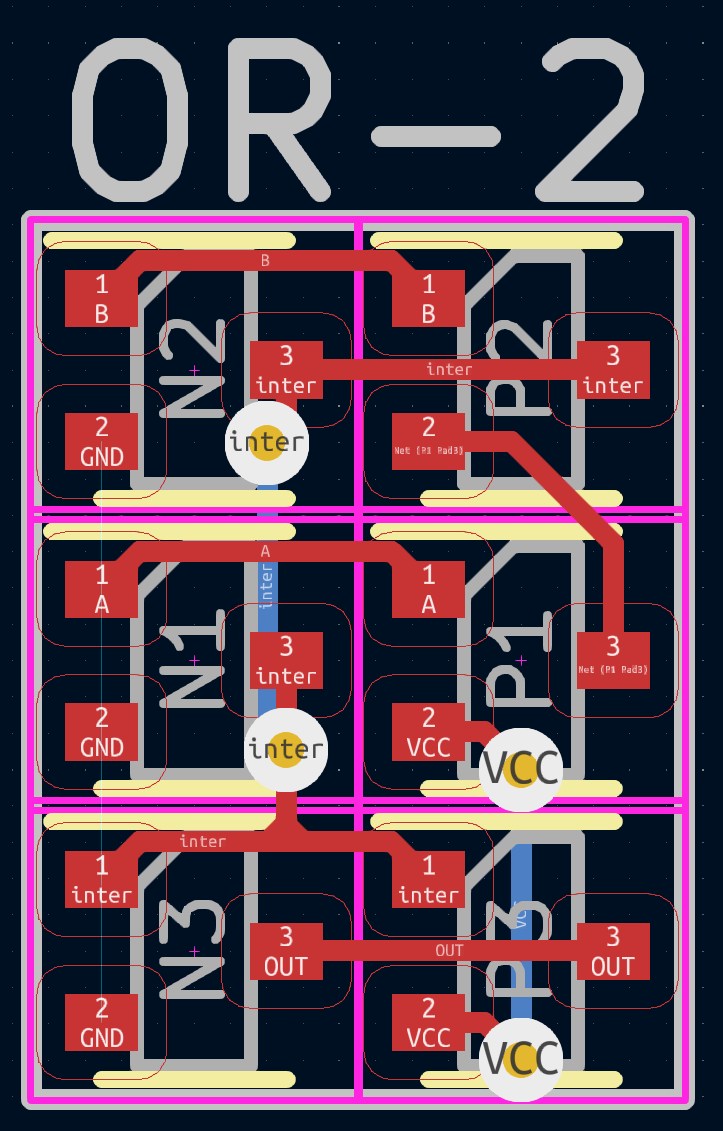 OR-2
B
1
B
1
B
N2
P2
3
inter
inter
3
inter
2
GND
inter
2
Net (P1 Pad3)
A
1
A
inter
1
A
N1
P1
3
inter
3
Net (P1 Pad3)
2
GND
inter
2
VCC
VCC
inter
1
inter
1
inter
N3
P3
VCC
3
OUT
OUT
3
OUT
2
GND
2
VCC
VCC